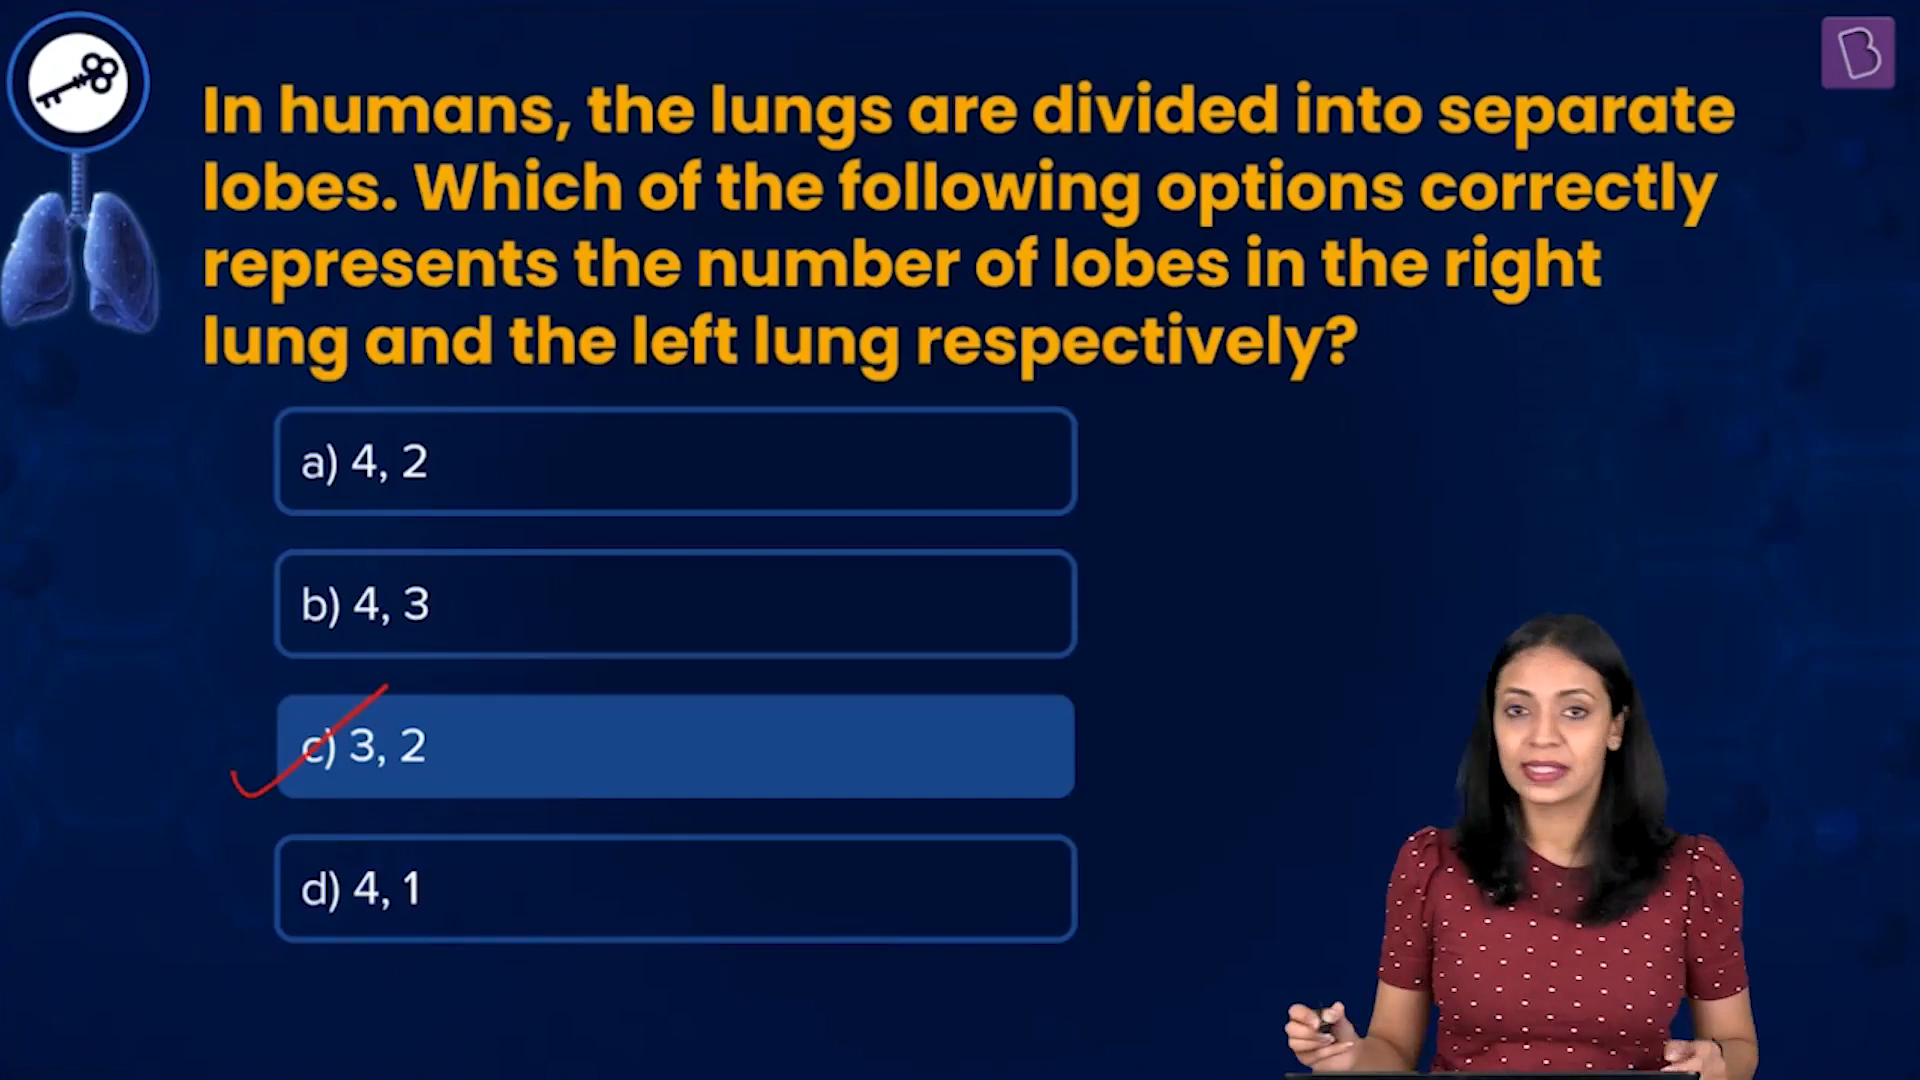 In humans, the lungs are divided into separate
lobes. Which of the following options correctly
represents the number of lobes in the right
lung and the left lung respectively?
a) 4, 2
b) 4, 3
c) 3, 2
d) 4, 1
B